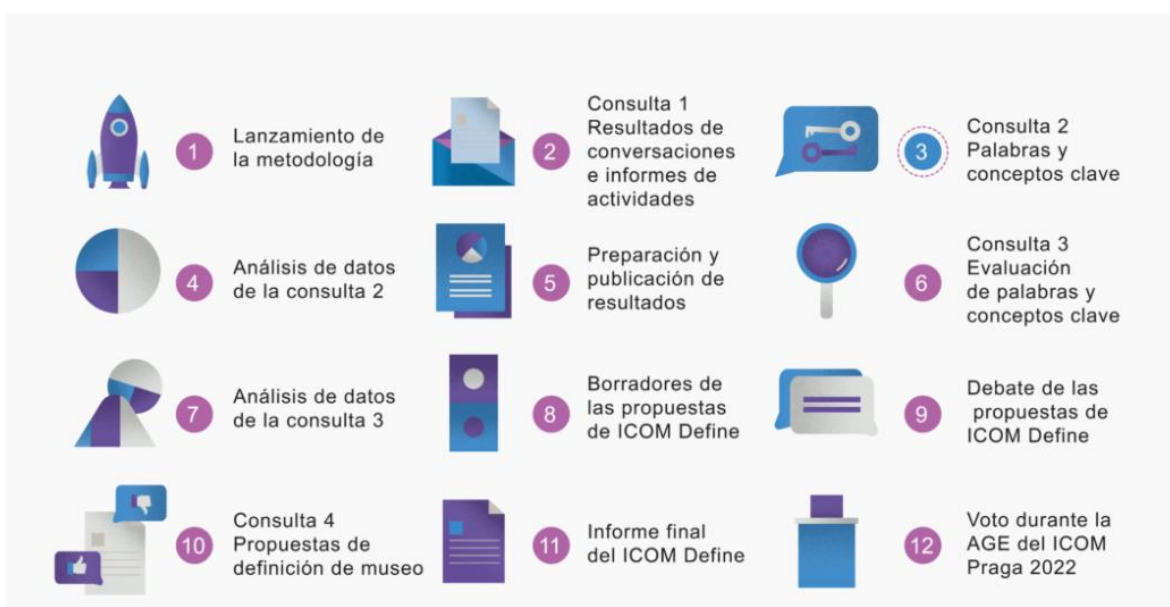 1
Lanzamiento de
la metodología
2
Consulta 1
Resultados de
conversaciones
e informes de
actividades
3
Consulta 2
Palabras y
conceptos clave
4
Análisis de datos
de la consulta 2
5
Preparación y
publicación de
resultados
6
Consulta 3
Evaluación
de palabras y
conceptos clave
7
Análisis de datos
de la consulta 3
8
Borradores de
las propuestas
de ICOM Define
9
Debate de las
propuestas de
ICOM Define
10
Consulta 4
Propuestas de
definición de museo
11
Informe final
del ICOM Define
12
Voto durante la
AGE del ICOM
Praga 2022